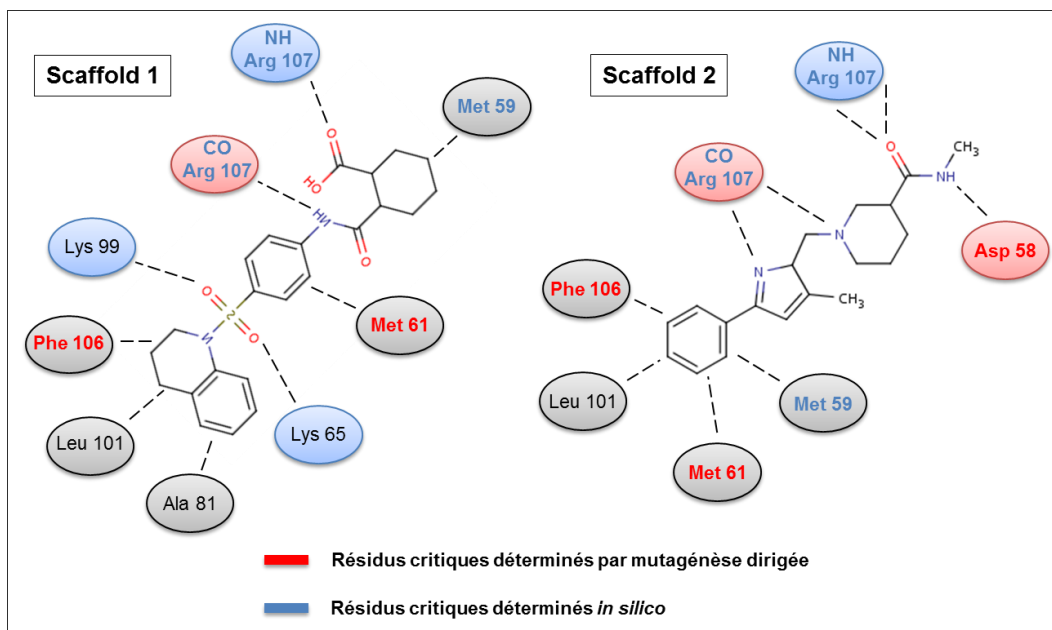 Scaffold 1
NH
Arg 107
Met 59
CO
Arg 107
O
HO
HN
O
Lys 99
O
S
O
N
Met 61
Phe 106
Leu 101
Lys 65
Ala 81
Scaffold 2
NH
Arg 107
CO
Arg 107
O
CH3
NH
N
Asp 58
N
CH3
Phe 106
Leu 101
Met 59
Met 61
Résidus critiques déterminés par mutagénèse dirigée
Résidus critiques déterminés in silico